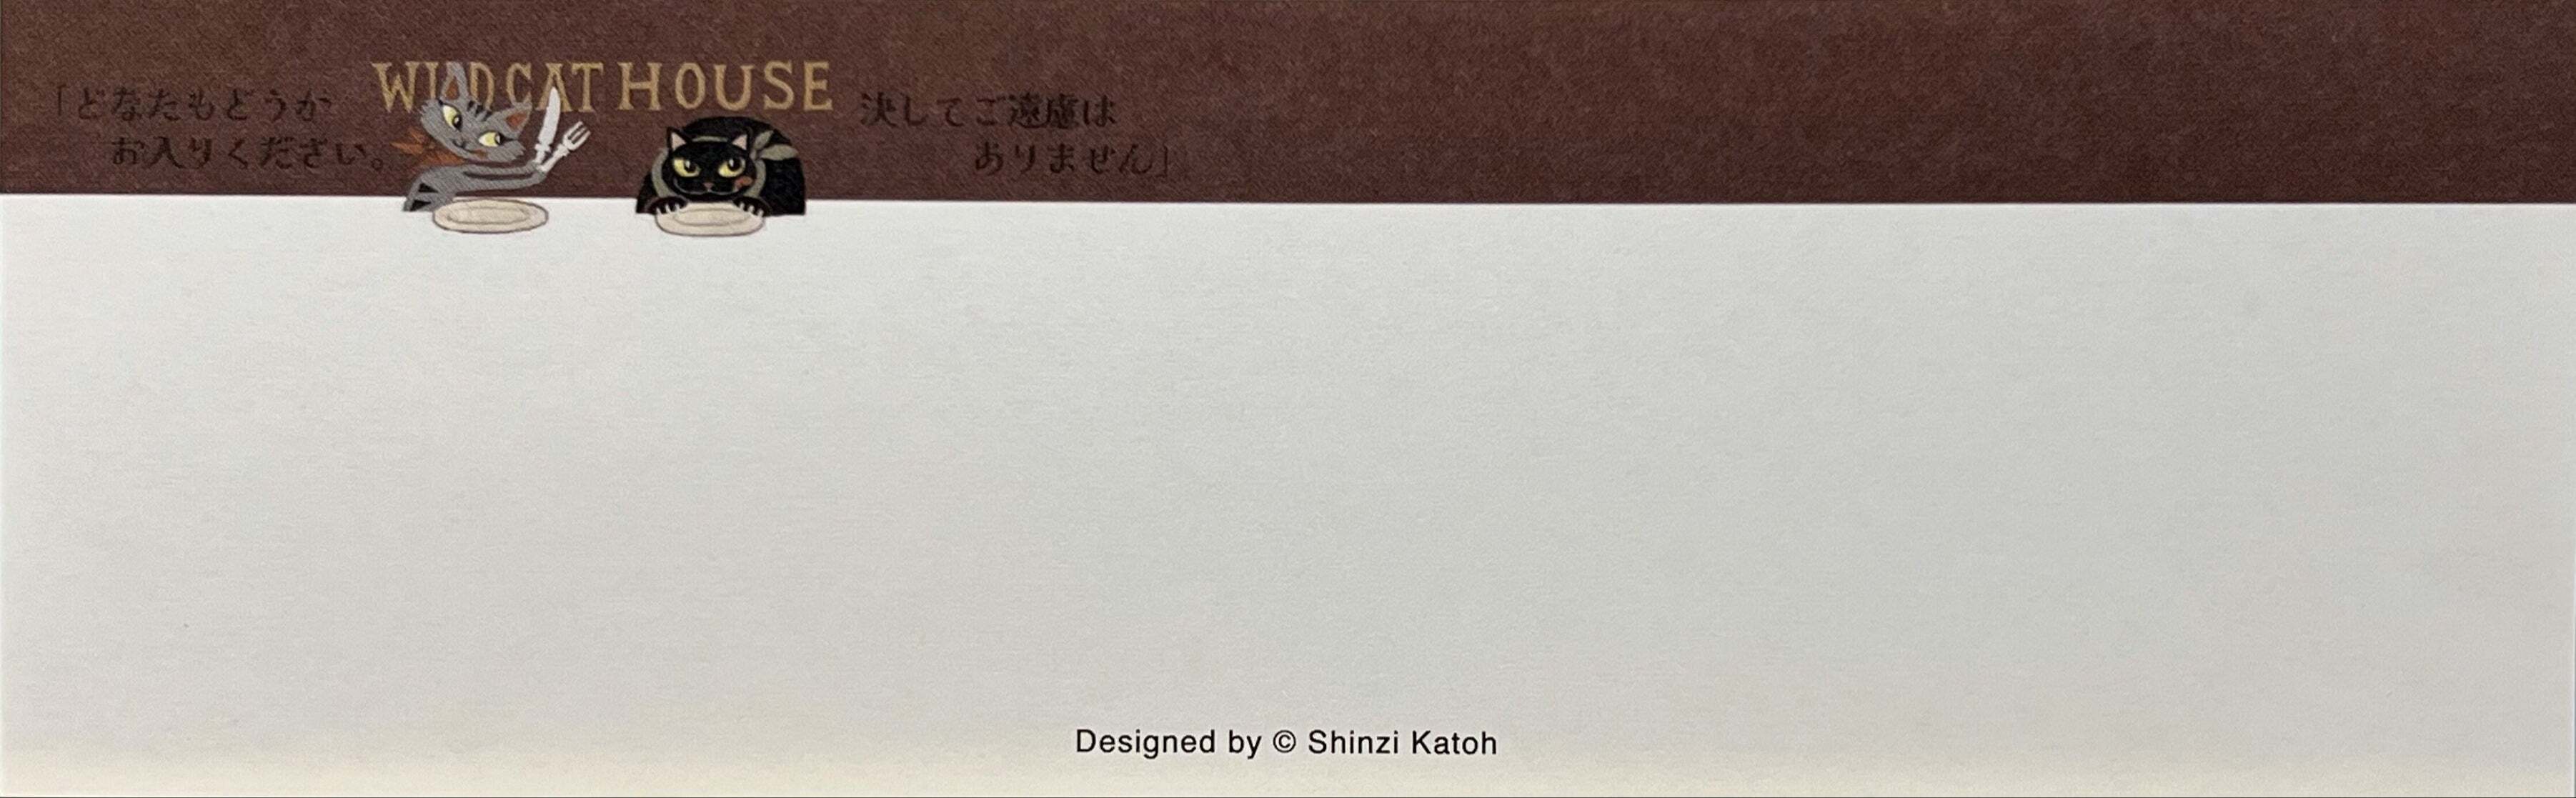 「どなたもどうか
お入りください。
WILDCAT HOUSE
決してご遠慮は
ありません」
Designed by © Shinzi Katoh